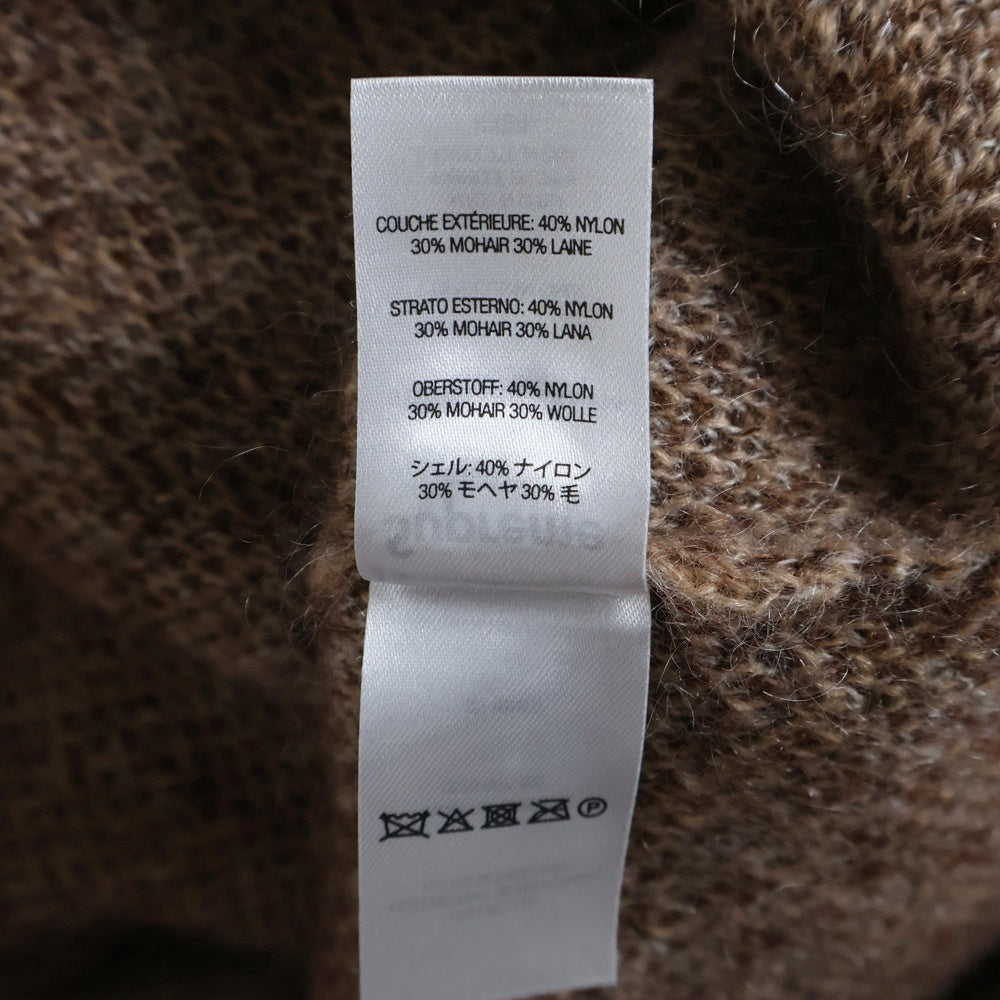 COUCHE EXTÉRIEURE: 40% NYLON
30% MOHAIR 30% LAINE
STRATO ESTERNO: 40% NYLON
30% MOHAIR 30% LANA
OBERSTOFF: 40% NYLON
30% MOHAIR 30% WOLLE
シェル: 40% ナイロン
30% モヘヤ 30% 毛
Supreme
P